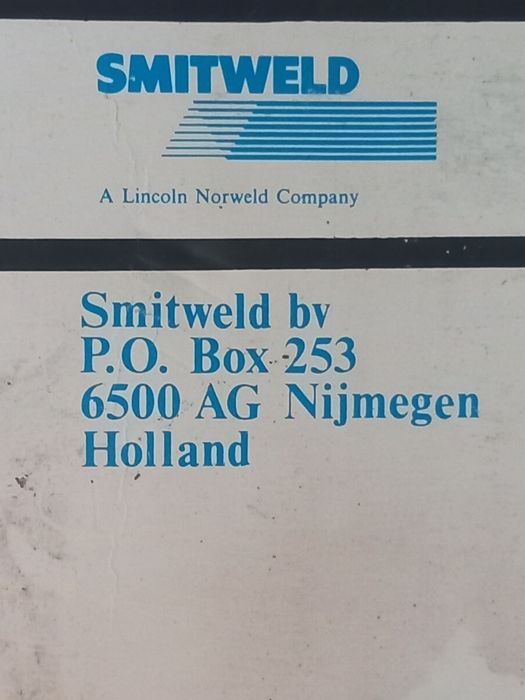 SMITWELD
A Lincoln Norweld Company
Smitweld bv
P.O. Box 253
6500 AG Nijmegen
Holland